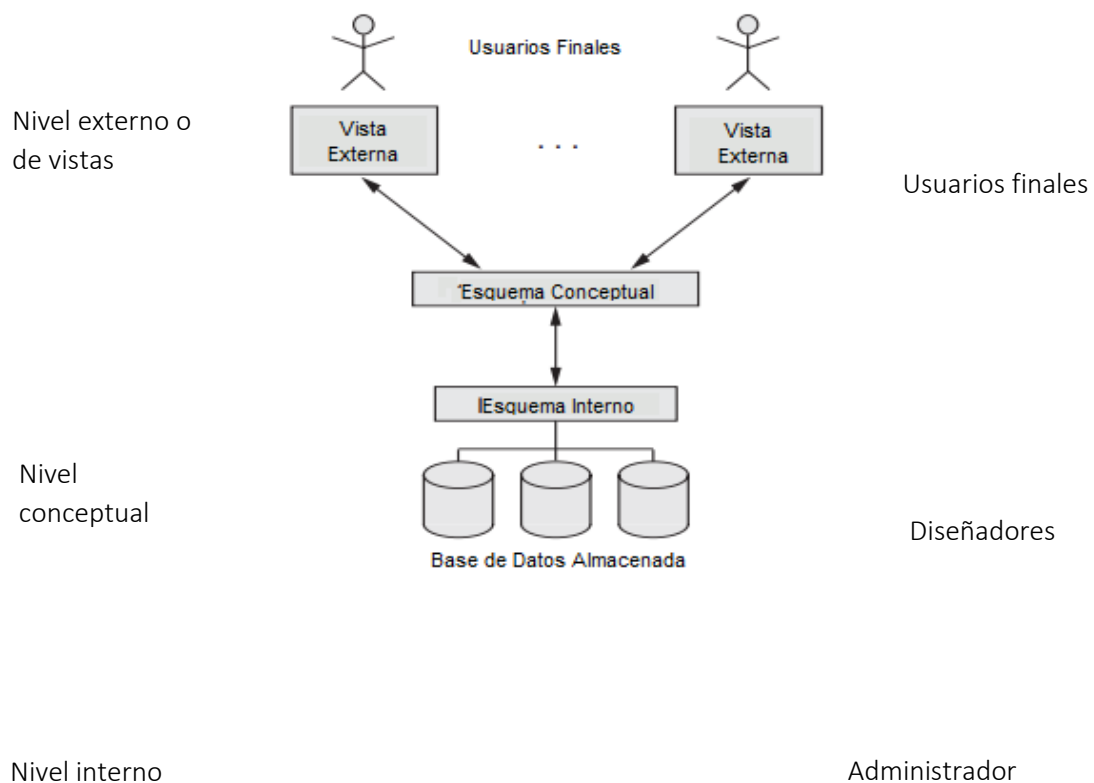 Usuarios Finales
Nivel externo o
de vistas
Vista
Externa
. . .
Vista
Externa
Usuarios finales
Esquema Conceptual
Esquema Interno
Nivel
conceptual
Diseñadores
Base de Datos Almacenada
Nivel interno
Administrador